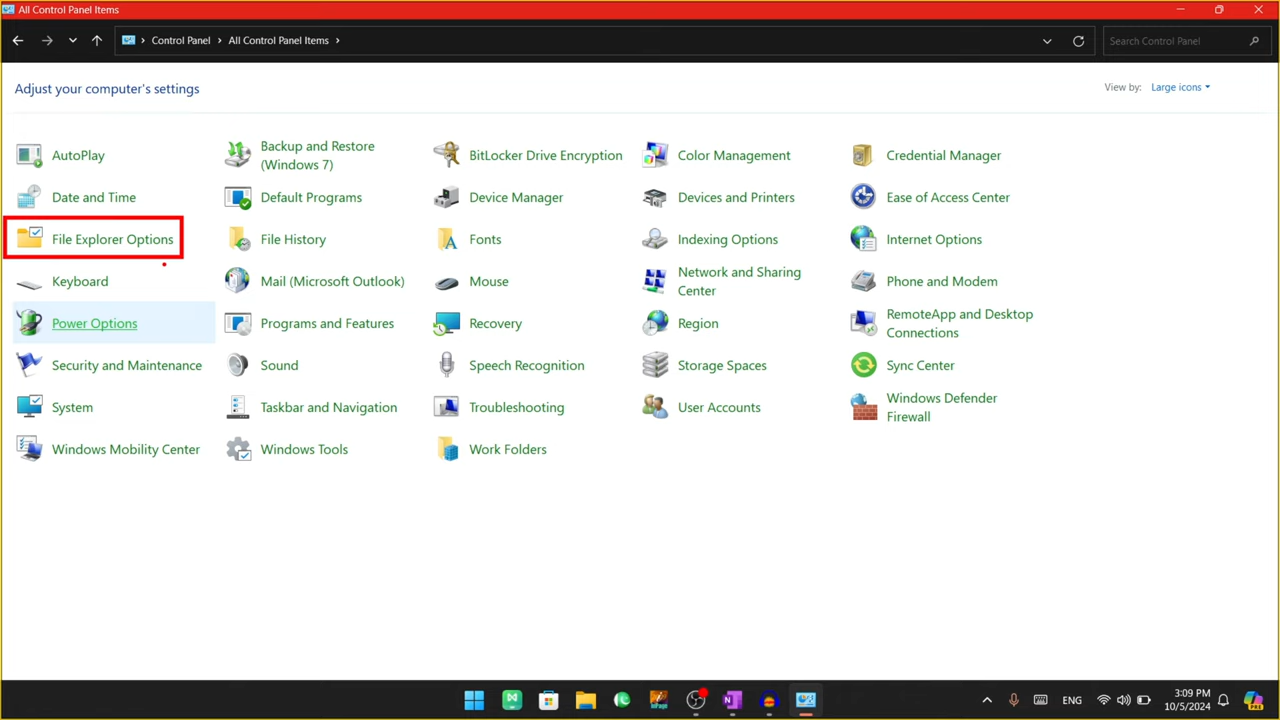 All Control Panel Items
Control Panel > All Control Panel Items >
Search Control Panel
Adjust your computer's settings
View by: Large icons
AutoPlay
Backup and Restore
(Windows 7)
BitLocker Drive Encryption
Color Management
Credential Manager
Date and Time
Default Programs
Device Manager
Devices and Printers
Ease of Access Center
File Explorer Options
File History
Fonts
Indexing Options
Internet Options
Keyboard
Mail (Microsoft Outlook)
Mouse
Network and Sharing
Center
Phone and Modem
Power Options
Programs and Features
Recovery
Region
RemoteApp and Desktop
Connections
Security and Maintenance
Sound
Speech Recognition
Storage Spaces
Sync Center
System
Taskbar and Navigation
Troubleshooting
User Accounts
Windows Defender
Firewall
Windows Mobility Center
Windows Tools
Work Folders
ENG
3:09 PM
10/5/2024